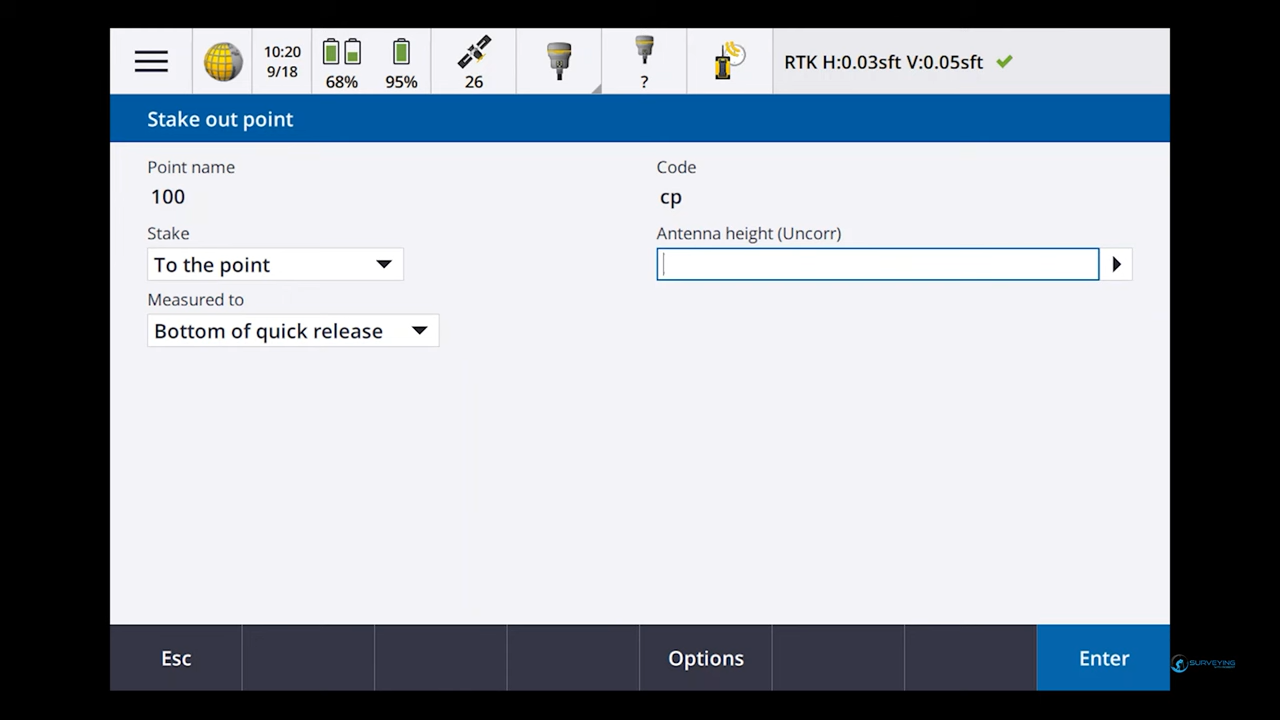 10:20
9/18
68%
95%
26
?
RTK H:0.03sft V:0.05sft
Stake out point
Point name
100
Code
cp
Stake
To the point
Antenna height (Uncorr)
Measured to
Bottom of quick release
Esc
Options
Enter
SURVEYING